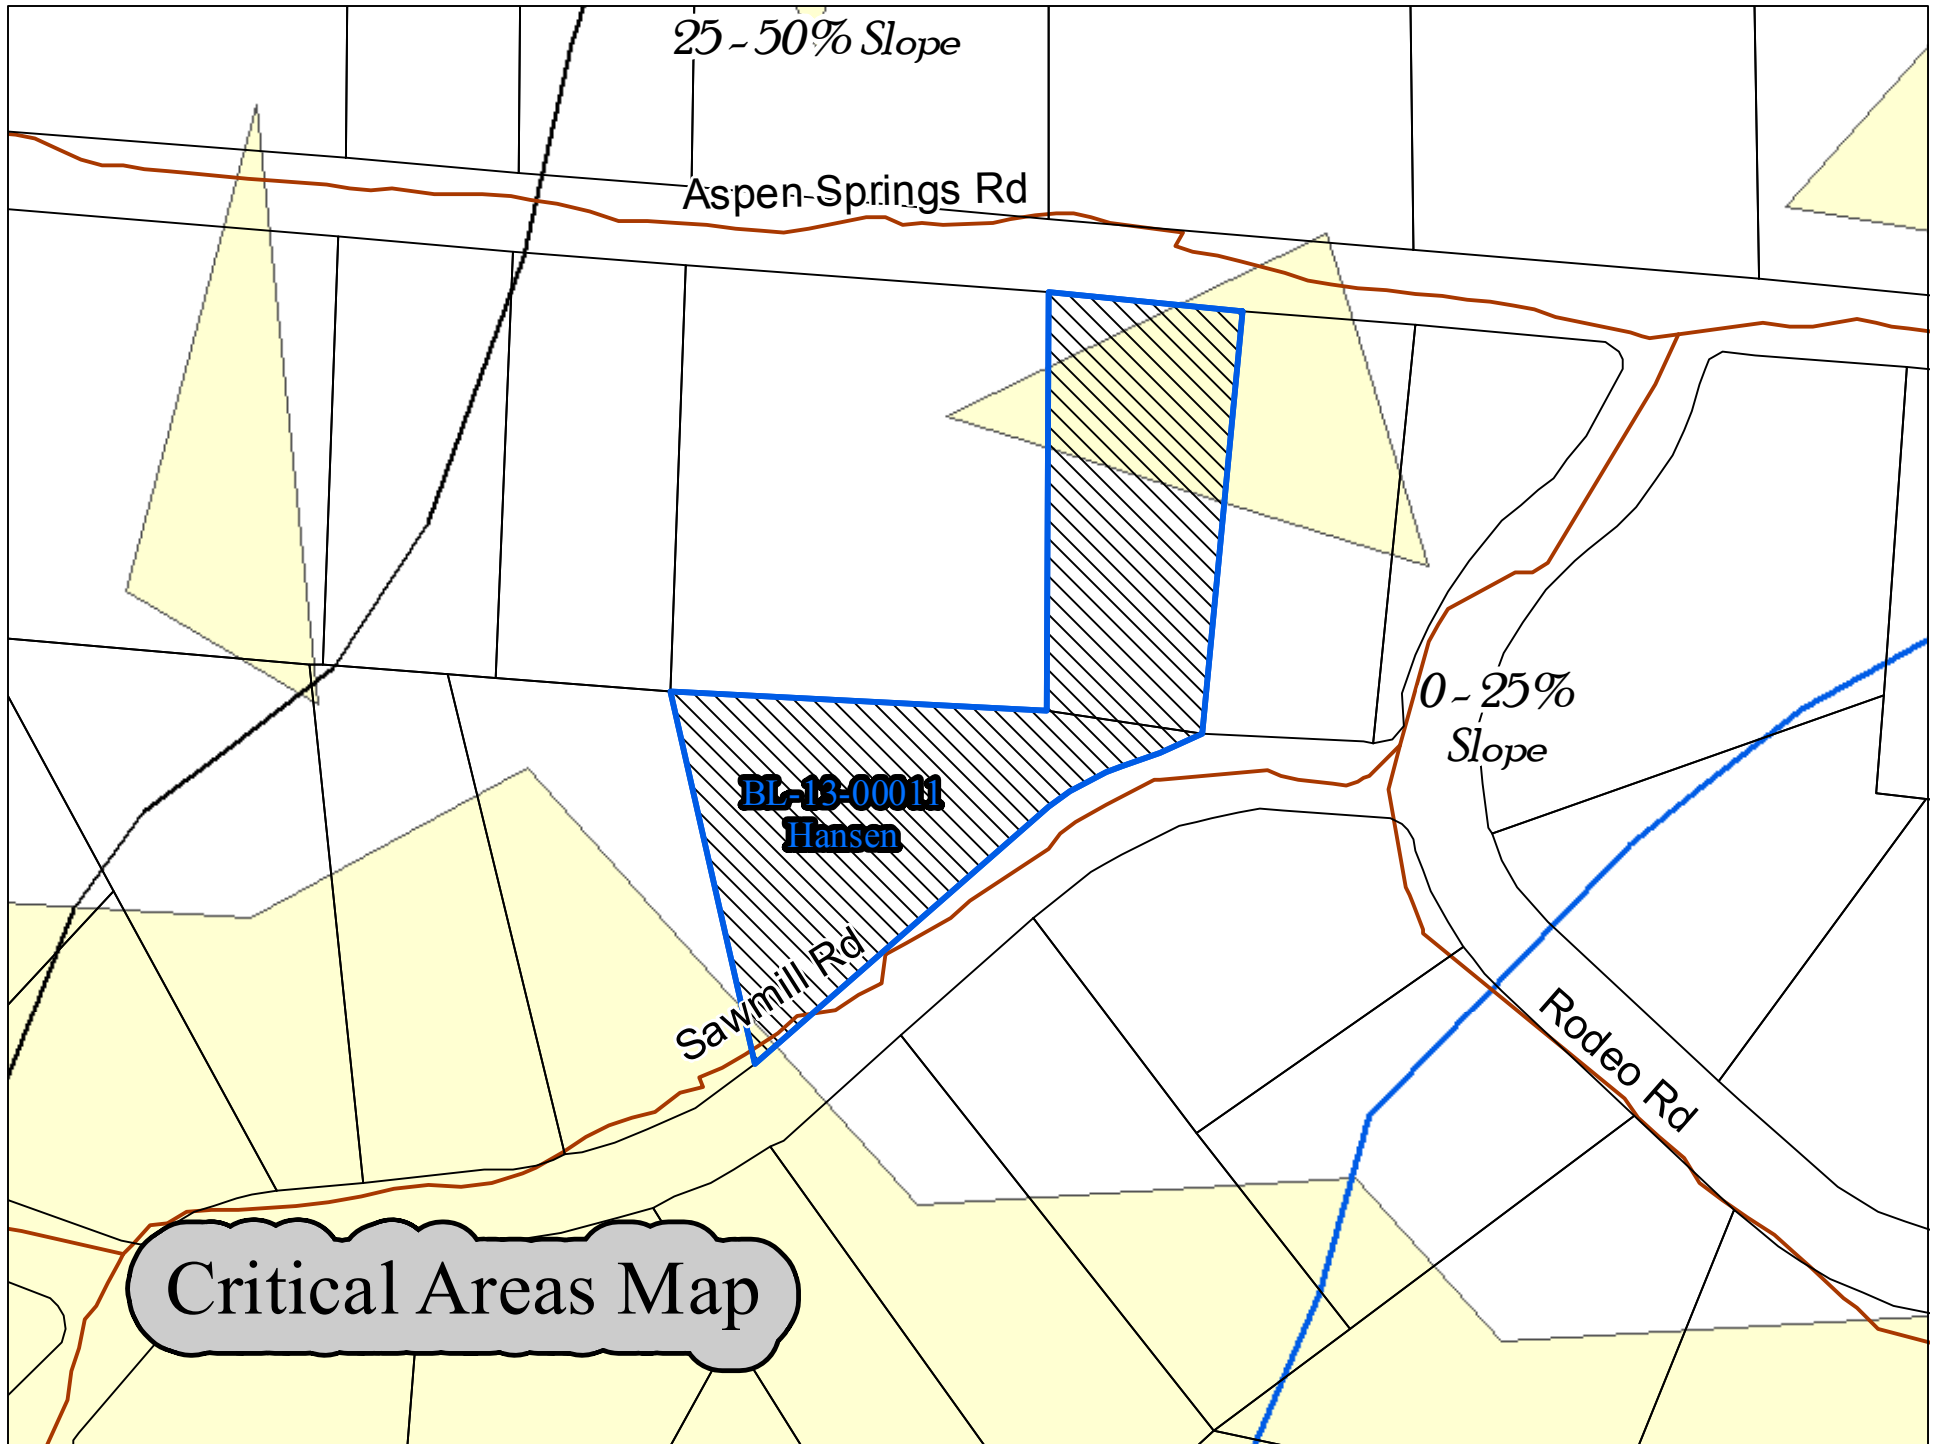 25 - 50% Slope
Aspen Springs Rd
0 - 25%
Slope
BL-13-00011
Hansen
Sawmill Rd
Rodeo Rd
Critical Areas Map